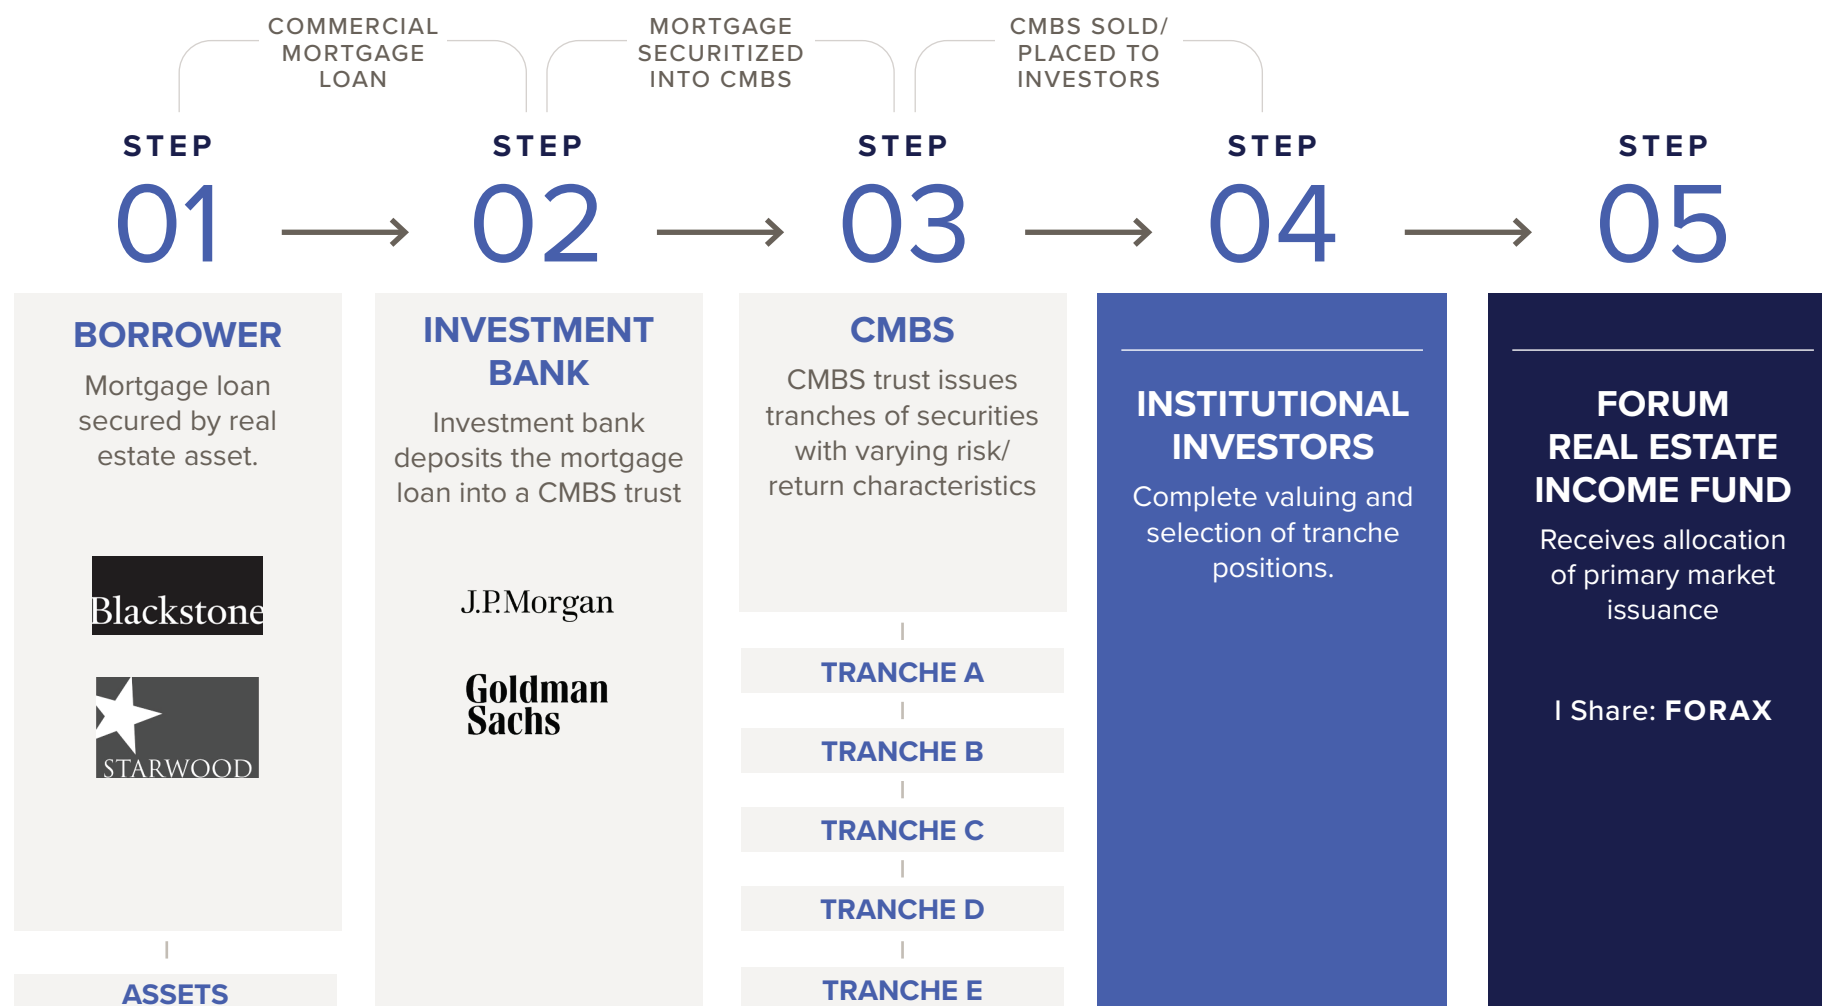 COMMERCIAL
MORTGAGE
LOAN
MORTGAGE
SECURITIZED
INTO CMBS
CMBS SOLD/
PLACED TO
INVESTORS
STEP
01
STEP
02
STEP
03
STEP
04
STEP
05
BORROWER
Mortgage loan
secured by real
estate asset.
Blackstone
STARWOOD
ASSETS
INVESTMENT
BANK
Investment bank
deposits the mortgage
loan into a CMBS trust
J.P.Morgan
Goldman
Sachs
CMBS
CMBS trust issues
tranches of securities
with varying risk/
return characteristics
TRANCHE A
TRANCHE B
TRANCHE C
TRANCHE D
TRANCHE E
INSTITUTIONAL
INVESTORS
Complete valuing and
selection of tranche
positions.
FORUM
REAL ESTATE
INCOME FUND
Receives allocation
of primary market
issuance
I Share: FORAX